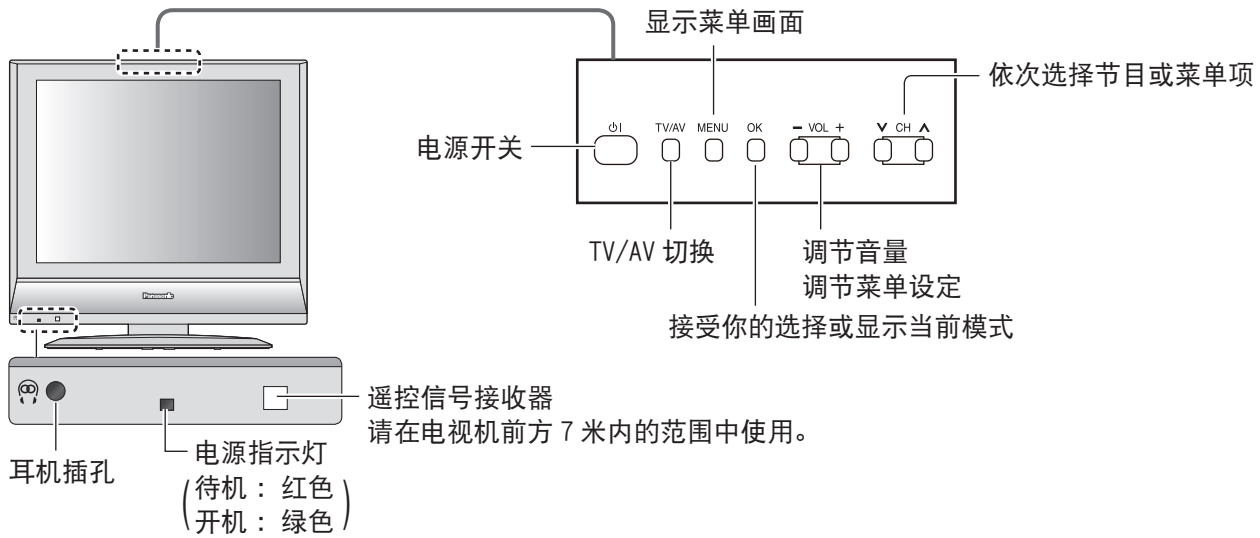 显示菜单画面
依次选择节目或菜单项
⏻I TV/AV MENU OK − VOL + ∨ CH ∧
电源开关
TV/AV 切换
调节音量
调节菜单设定
接受你的选择或显示当前模式
Panasonic
遥控信号接收器
请在电视机前方 7 米内的范围中使用。
耳机插孔
电源指示灯
(待机： 红色
开机： 绿色)